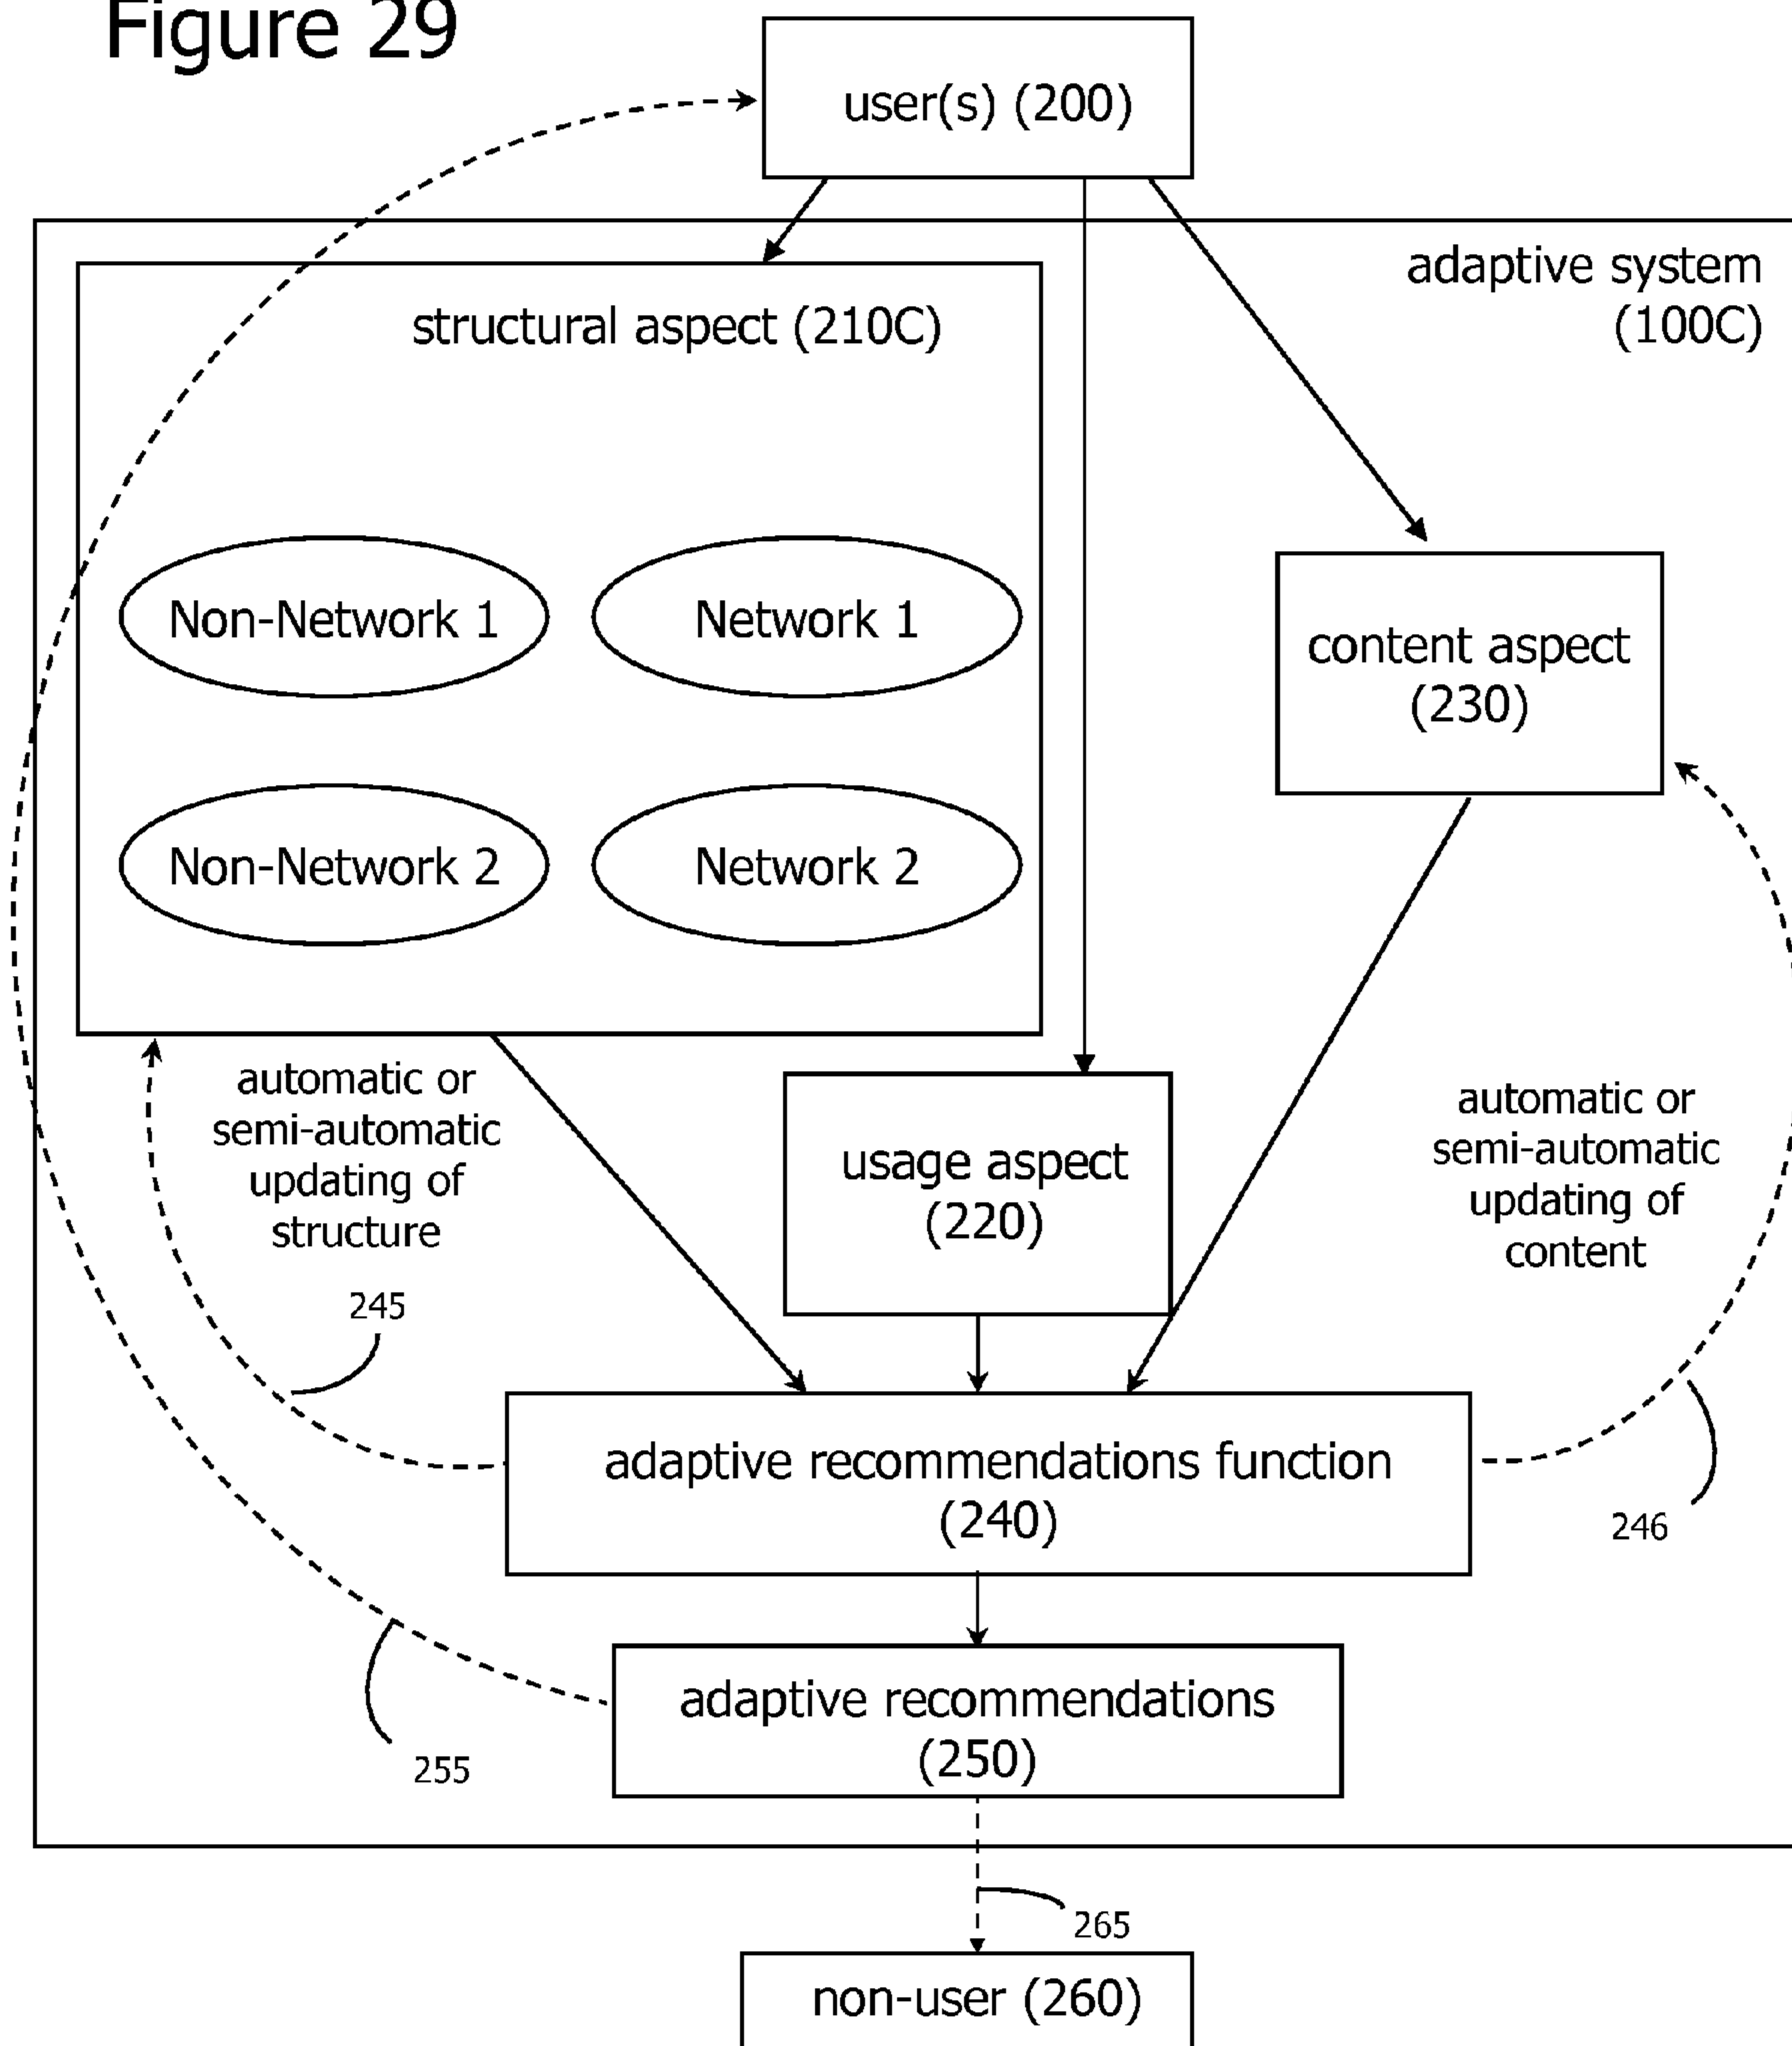 Figure 29
user(s) (200)
adaptive system
(100C)
structural aspect (210C)
Non-Network 1
Network 1
content aspect
(230)
Non-Network 2
Network 2
automatic or
semi-automatic
updating of
structure
245
usage aspect
(220)
automatic or
semi-automatic
updating of
content
246
adaptive recommendations function
(240)
adaptive recommendations
(250)
255
265
non-user (260)